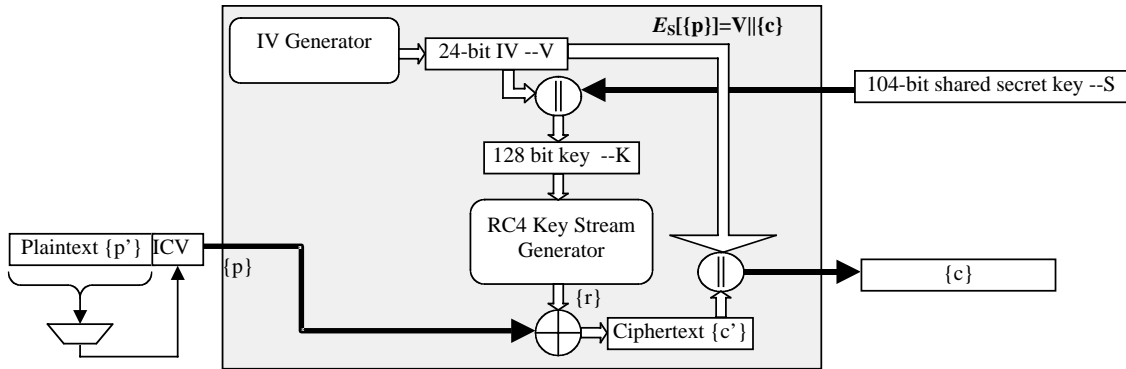 E_S[{p}]=V||{c}
IV Generator
24-bit IV --V
||
104-bit shared secret key --S
128 bit key --K
RC4 Key Stream
Generator
Plaintext {p’}
ICV
{p}
||
{c}
{r}
Ciphertext {c’}